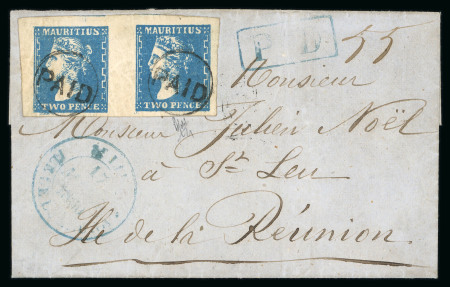 MAURITIUS MAURITIUS
PAID PAID
TWO PENCE TWO PENCE
P. D. 55
Monsieur
Monsieur Julien Noël
à St Leu
Ile de la Réunion